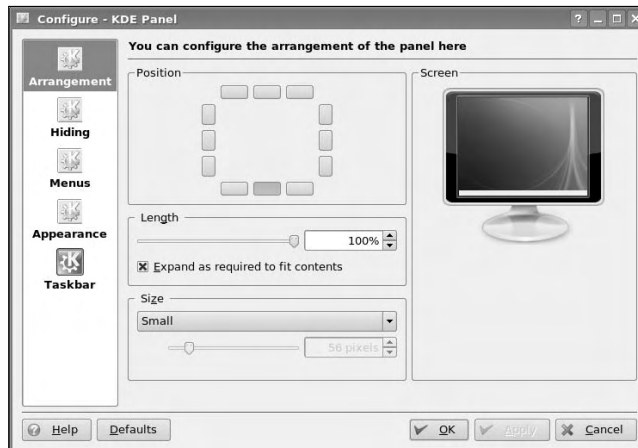 Configure - KDE Panel
Arrangement
Hiding
Menus
Appearance
Taskbar
You can configure the arrangement of the panel here
Position
Screen
Length
100%
Expand as required to fit contents
Size
Small
56 pixels
Help
Defaults
OK
Apply
Cancel